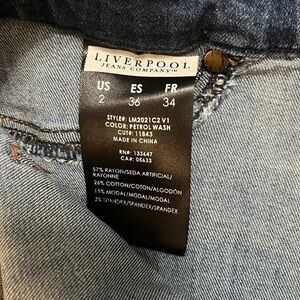 LIVERPOOL
JEANS COMPANY™
US ES FR
2 36 34
STYLE#: LM2021C2 V1
COLOR: PETROL WASH
CUT#: 11843
MADE IN CHINA
RN#: 133647
CA#: 05633
57% RAYON/SEDA ARTIFICIAL/
RAYONNE
26% COTTON/COTON/ALGODÓN
15% MODAL/MODAL/MODAL
2% SPANDEX/SPANDEX/SPANDEX